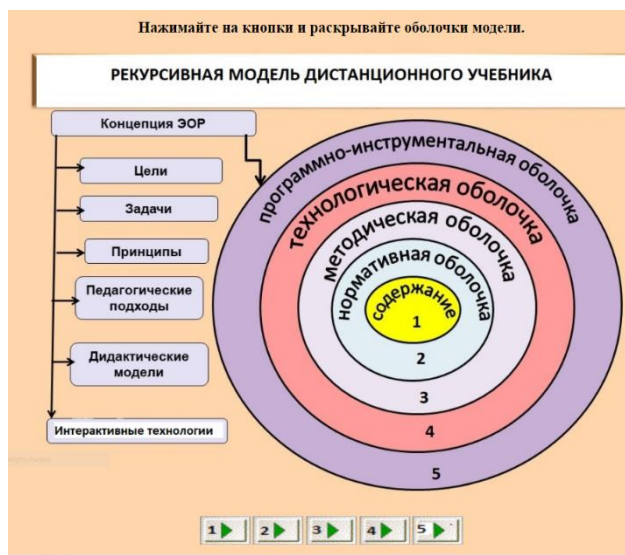 Нажимайте на кнопки и раскрывайте оболочки модели.
РЕКУРСИВНАЯ МОДЕЛЬ ДИСТАНЦИОННОГО УЧЕБНИКА
Концепция ЭОР
Цели
Задачи
Принципы
Педагогические
подходы
Дидактические
модели
Интерактивные технологии
программно-инструментальная оболочка
технологическая оболочка
методическая оболочка
нормативная оболочка
содержание
1
2
3
4
5
1 2 3 4 5